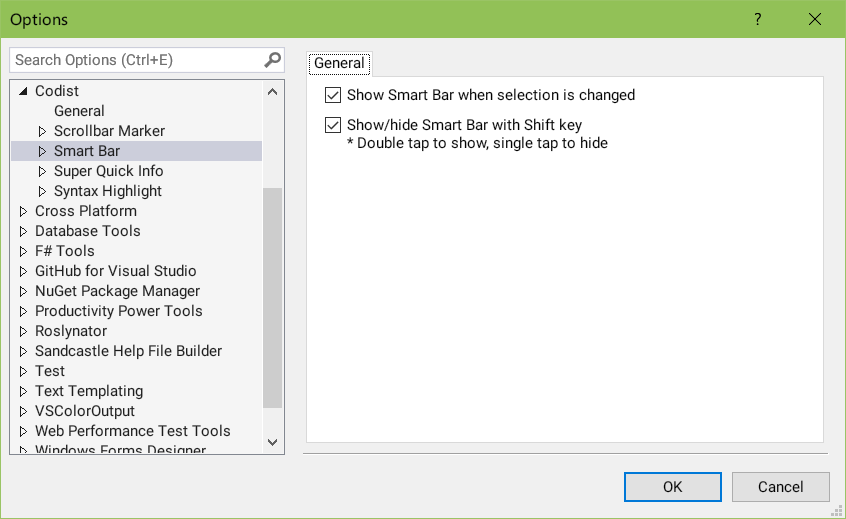 Options
?
Search Options (Ctrl+E)
Codist
General
Scrollbar Marker
Smart Bar
Super Quick Info
Syntax Highlight
Cross Platform
Database Tools
F# Tools
GitHub for Visual Studio
NuGet Package Manager
Productivity Power Tools
Roslynator
Sandcastle Help File Builder
Test
Text Templating
VSColorOutput
Web Performance Test Tools
Windows Forms Designer
General
Show Smart Bar when selection is changed
Show/hide Smart Bar with Shift key
* Double tap to show, single tap to hide
OK
Cancel